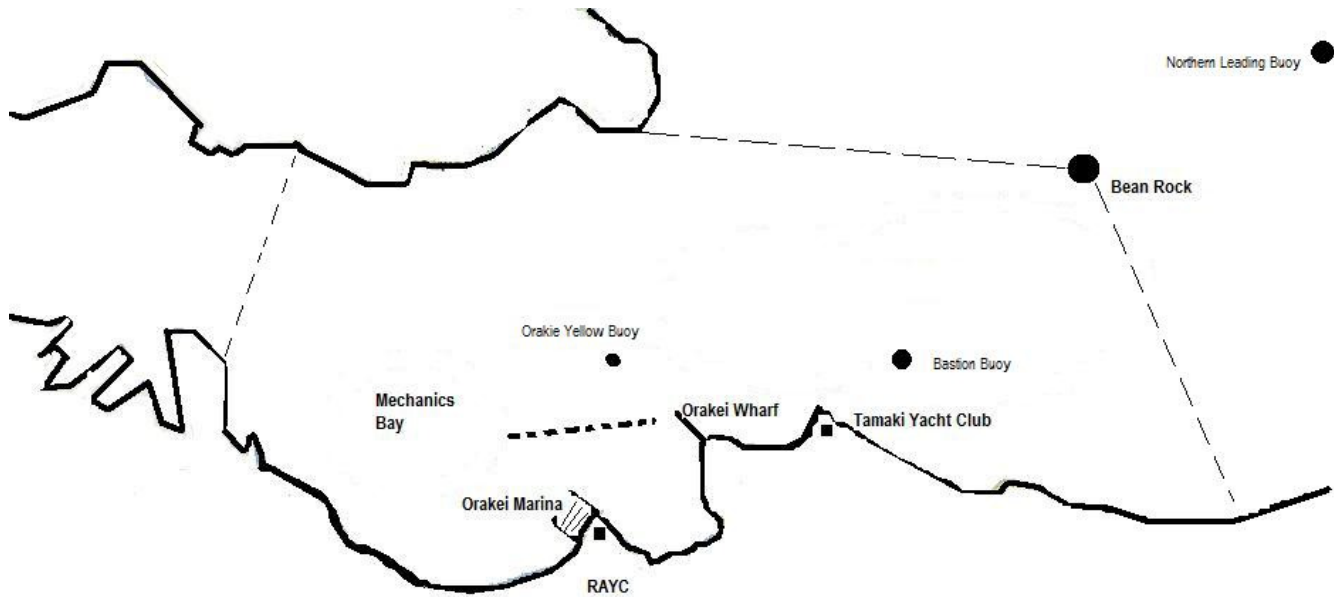 Northern Leading Buoy
Bean Rock
Orakie Yellow Buoy
Bastion Buoy
Mechanics
Bay
Orakei Wharf
Tamaki Yacht Club
Orakei Marina
RAYC